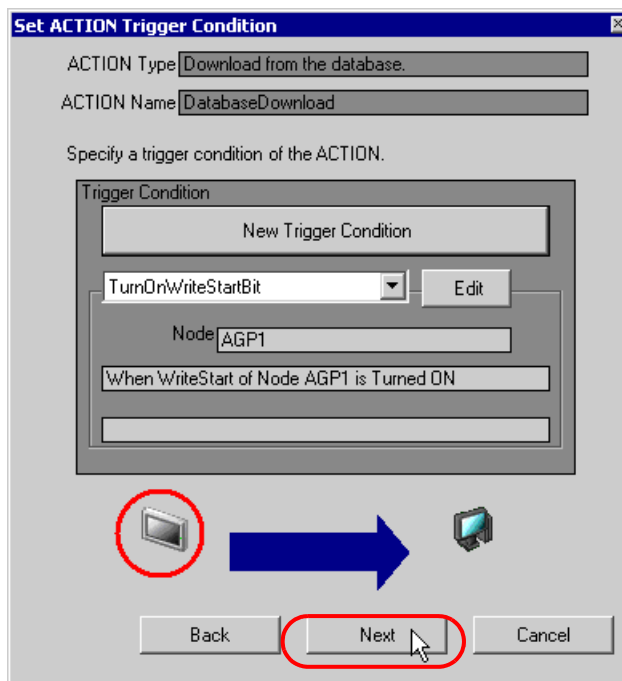 Set ACTION Trigger Condition
ACTION Type Download from the database.
ACTION Name DatabaseDownload
Specify a trigger condition of the ACTION.
Trigger Condition
New Trigger Condition
TurnOnWriteStartBit Edit
Node AGP1
When WriteStart of Node AGP1 is Turned ON
Back Next Cancel